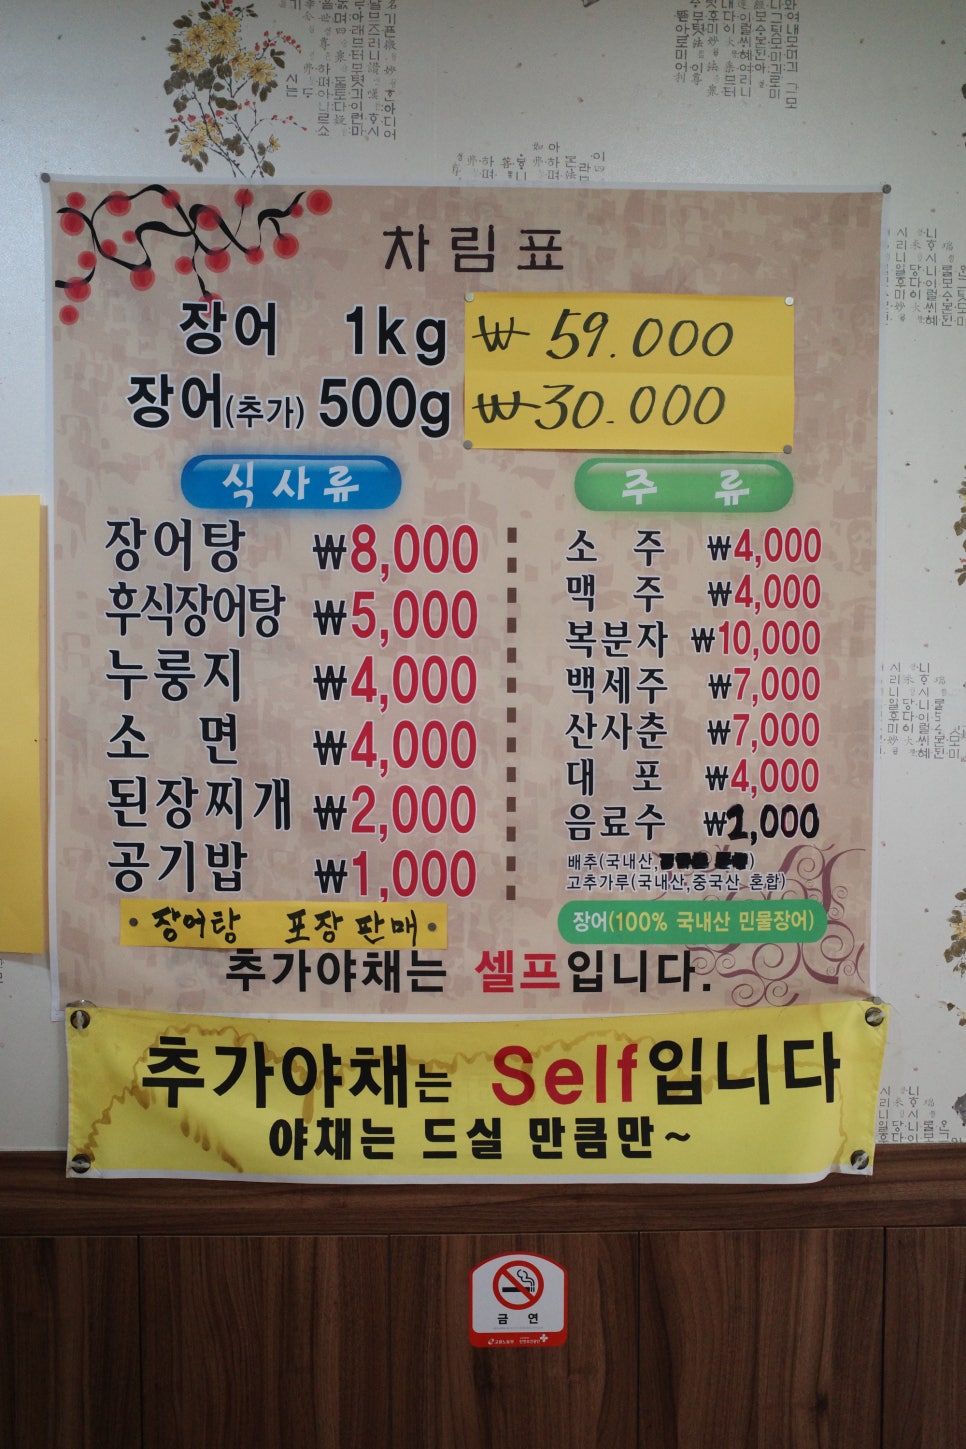 차림표
장어 1kg ₩59.000
장어(추가) 500g ₩30.000
식사류
장어탕 ₩8,000
후식장어탕 ₩5,000
누룽지 ₩4,000
소 면 ₩4,000
된장찌개 ₩2,000
공기밥 ₩1,000
장어탕 포장 판매
주 류
소 주 ₩4,000
맥 주 ₩4,000
복분자 ₩10,000
백세주 ₩7,000
산사춘 ₩7,000
대 포 ₩4,000
음료수 ₩2,000
배추(국내산, )
고추가루(국내산,중국산 혼합)
장어(100% 국내산 민물장어)
추가야채는 셀프입니다.
추가야채는 Self입니다
야채는 드실 만큼만~
금 연